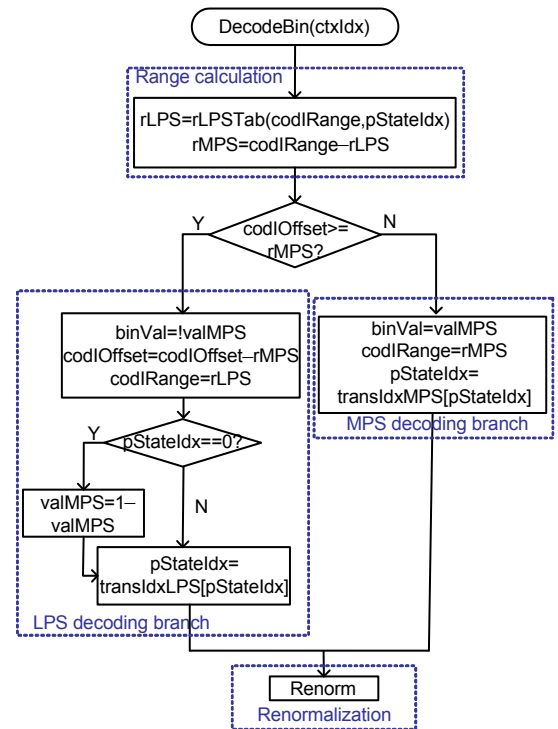 DecodeBin(ctxIdx)
Range calculation
rLPS=rLPSTab(codIRange,pStateIdx)
rMPS=codIRange–rLPS
codIOffset>=
rMPS?
Y
N
binVal=!valMPS
codIOffset=codIOffset–rMPS
codIRange=rLPS
binVal=valMPS
codIRange=rMPS
pStateIdx=
transIdxMPS[pStateIdx]
MPS decoding branch
pStateIdx==0?
Y
N
valMPS=1–
valMPS
pStateIdx=
transIdxLPS[pStateIdx]
LPS decoding branch
Renorm
Renormalization